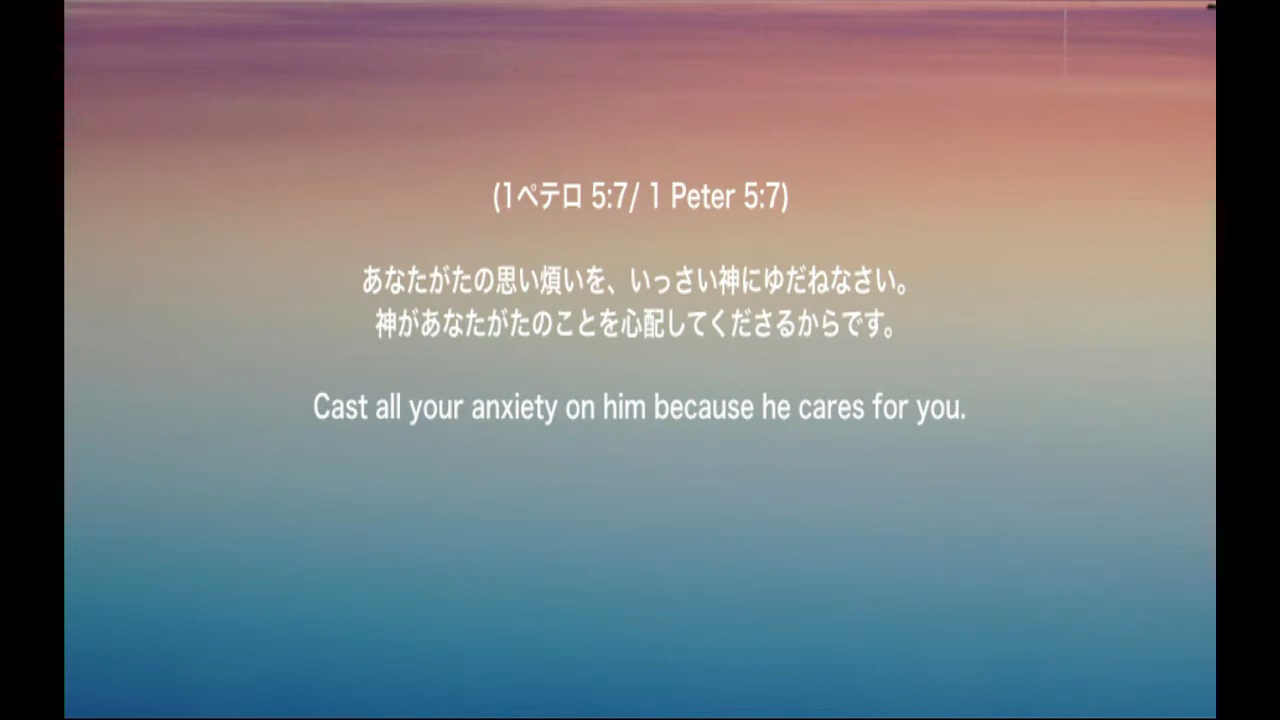 (1ペテロ 5:7/ 1 Peter 5:7)
あなたがたの思い煩いを、いっさい神にゆだねなさい。
神があなたがたのことを心配してくださるからです。
Cast all your anxiety on him because he cares for you.